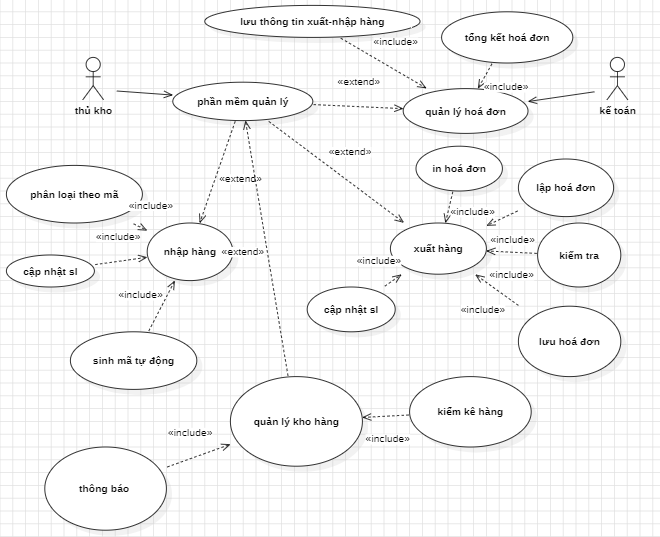 lưu thông tin xuất-nhập hàng
«include»
tổng kết hoá đơn
«include»
«extend»
thủ kho
phần mềm quản lý
quản lý hoá đơn
kế toán
«extend»
in hoá đơn
«extend»
phân loại theo mã
lập hoá đơn
«include»
«include»
«include»
«include»
nhập hàng
«extend»
xuất hàng
kiểm tra
«include»
cập nhật sl
«include»
«include»
cập nhật sl
«include»
lưu hoá đơn
sinh mã tự động
quản lý kho hàng
kiểm kê hàng
«include»
«include»
thông báo